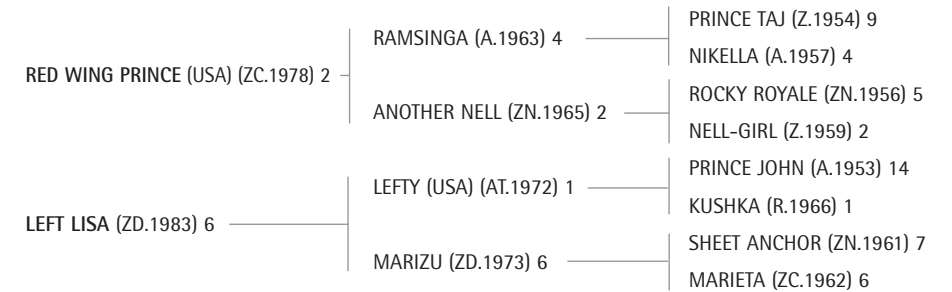 PRINCE TAJ (Z.1954) 9
RAMSINGA (A.1963) 4
NIKELLA (A.1957) 4
RED WING PRINCE (USA) (ZC.1978) 2
ROCKY ROYALE (ZN.1956) 5
ANOTHER NELL (ZN.1965) 2
NELL-GIRL (Z.1959) 2
PRINCE JOHN (A.1953) 14
LEFTY (USA) (AT.1972) 1
KUSHKA (R.1966) 1
LEFT LISA (ZD.1983) 6
SHEET ANCHOR (ZN.1961) 7
MARIZU (ZD.1973) 6
MARIETA (ZC.1962) 6